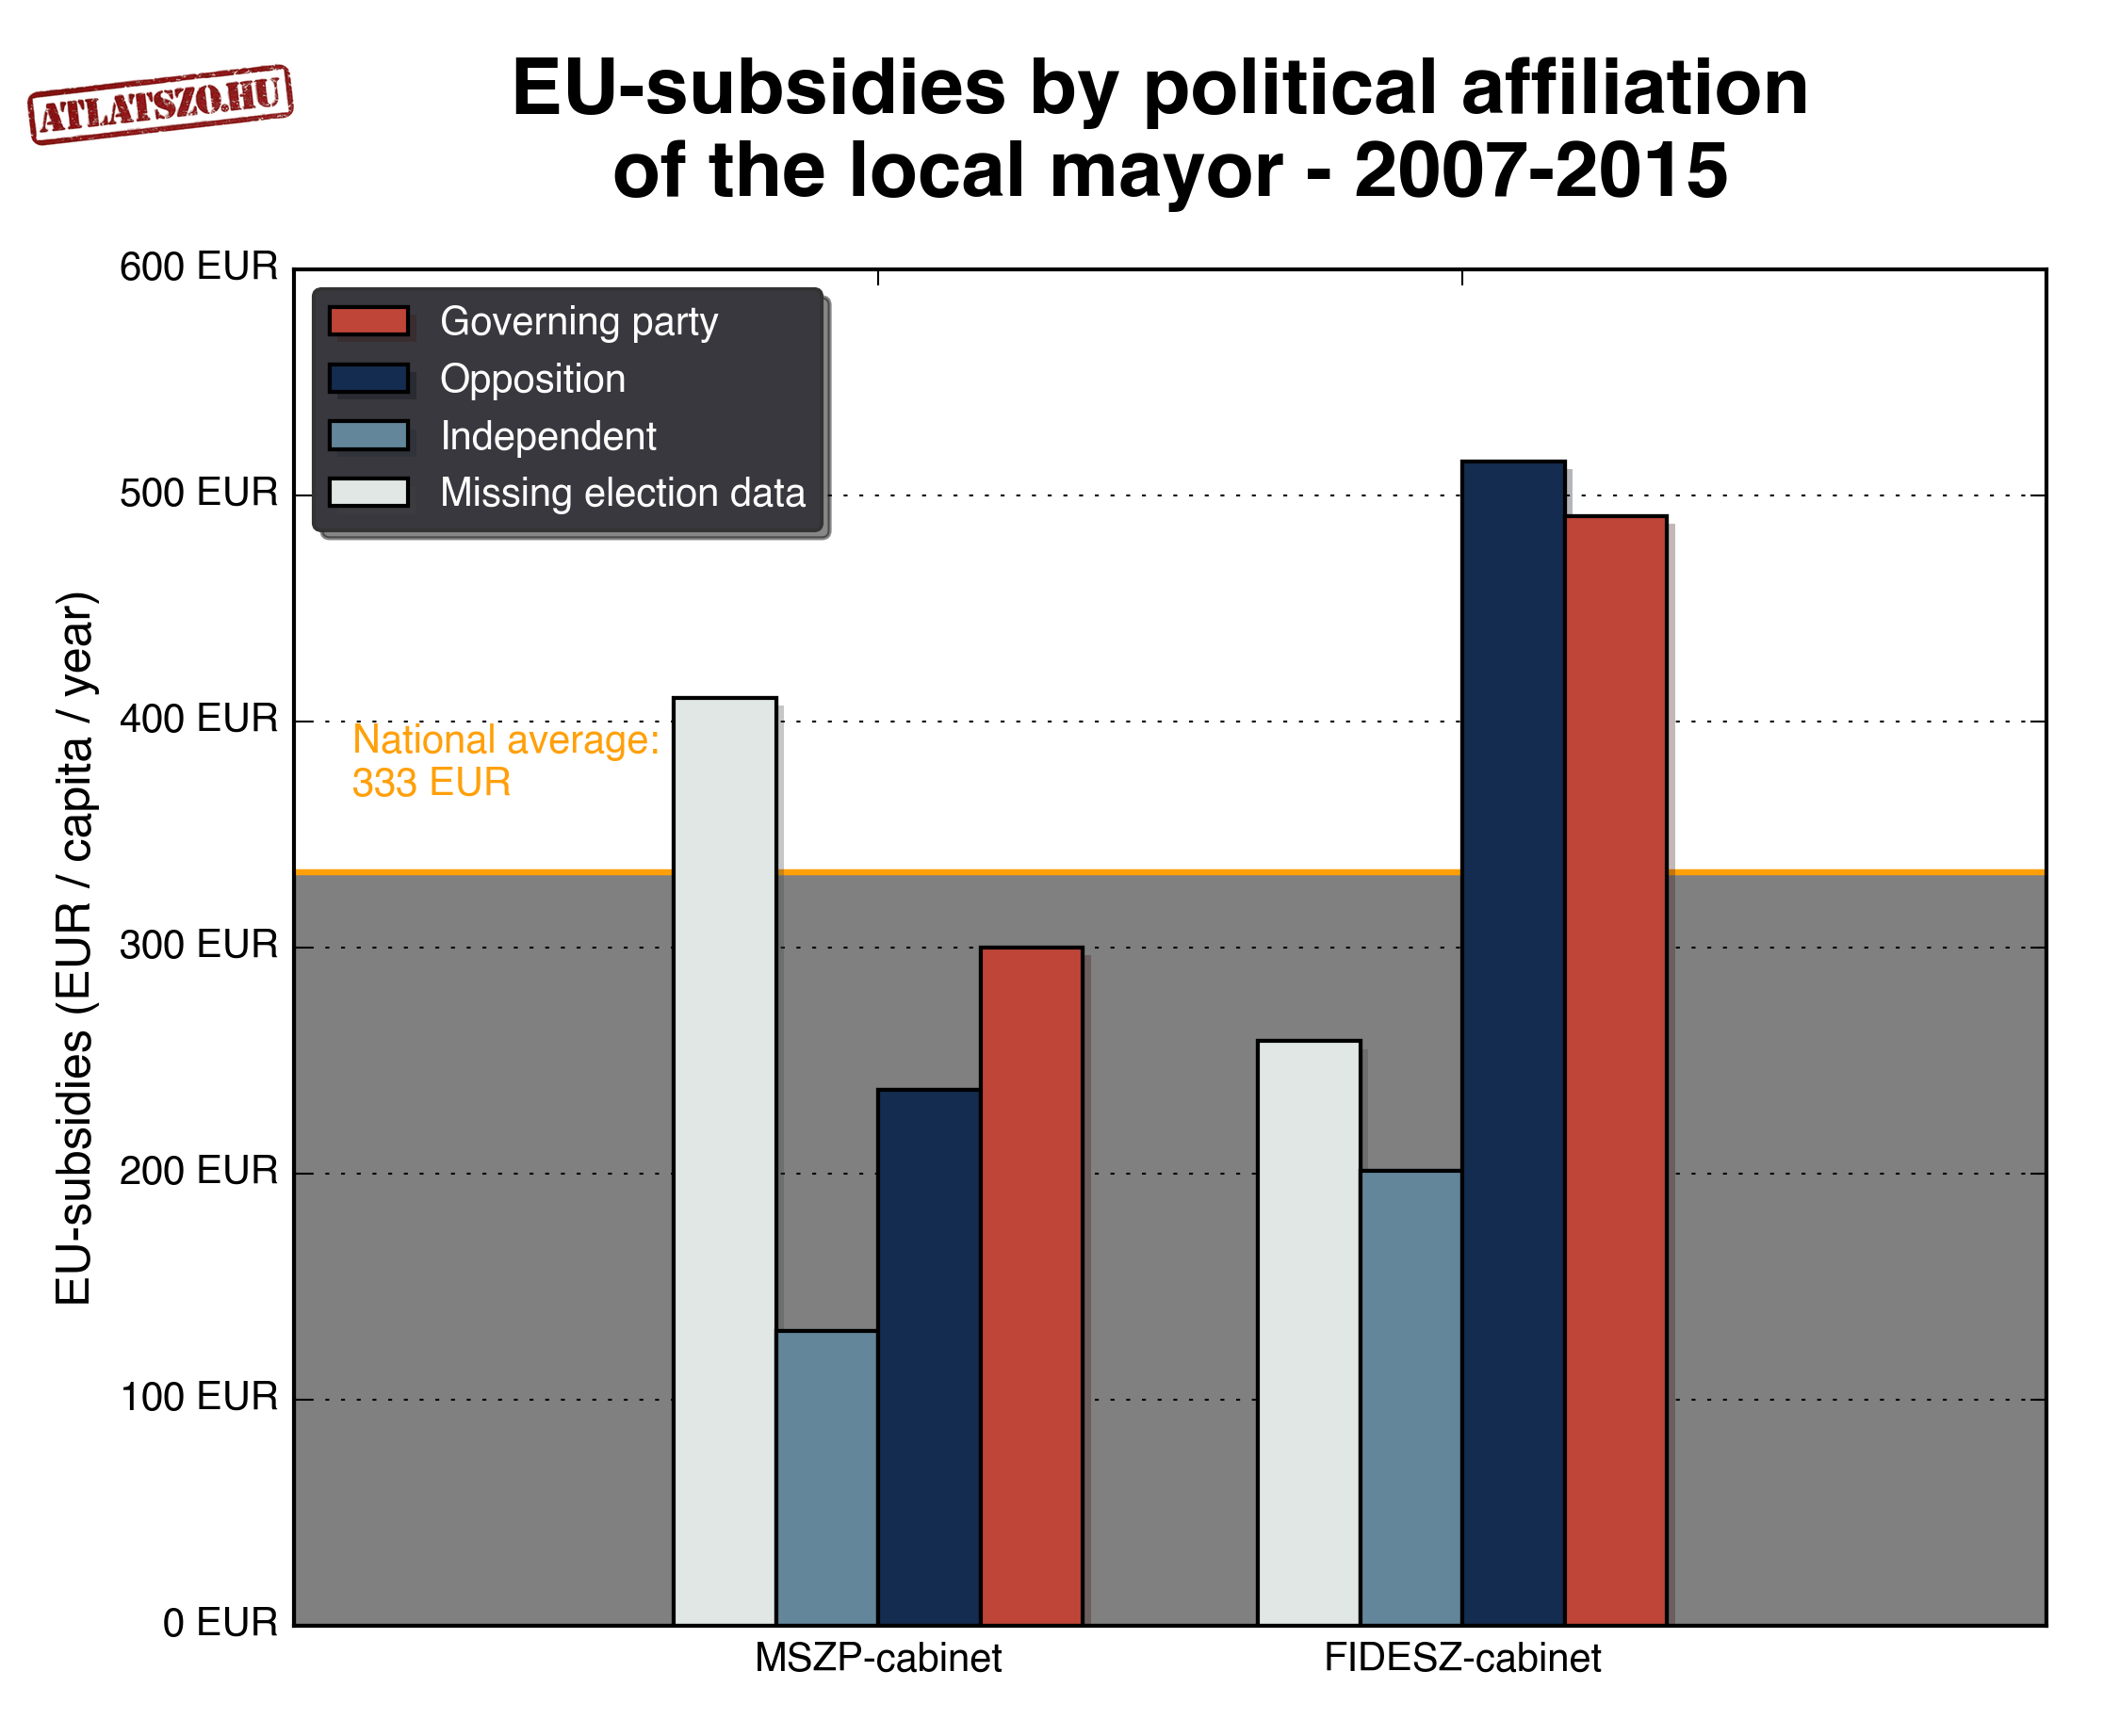 ATLATSZO.HU
EU-subsidies by political affiliation
of the local mayor - 2007-2015
600 EUR
500 EUR
400 EUR
300 EUR
200 EUR
100 EUR
0 EUR
EU-subsidies (EUR / capita / year)
Governing party
Opposition
Independent
Missing election data
National average:
333 EUR
MSZP-cabinet
FIDESZ-cabinet